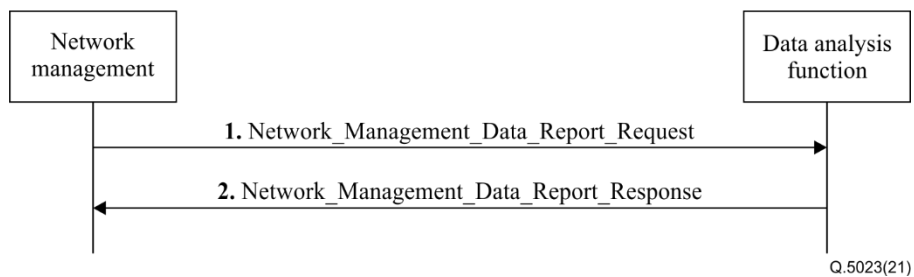 Network
management
Data analysis
function
1. Network_Management_Data_Report_Request
2. Network_Management_Data_Report_Response
Q.5023(21)